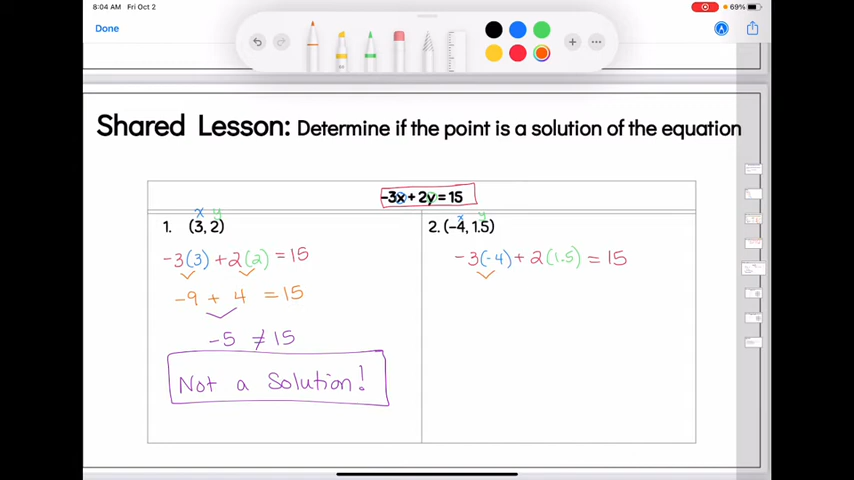 8:04 AM Fri Oct 2
69%
Done
Shared Lesson: Determine if the point is a solution of the equation
-3x + 2y = 15
x y
1. (3, 2)
-3(3) + 2(2) = 15
-9 + 4 = 15
-5 ≠ 15
Not a Solution!
x y
2. (-4, 1.5)
-3(-4) + 2(1.5) = 15